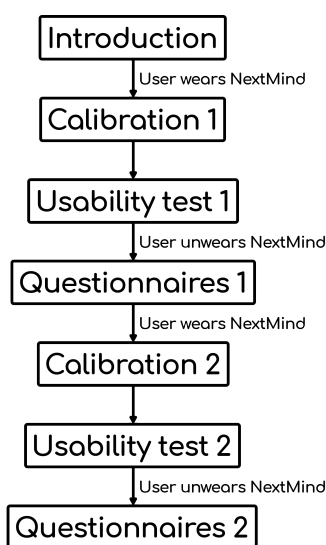 Introduction
User wears NextMind
Calibration 1
Usability test 1
User unwears NextMind
Questionnaires 1
User wears NextMind
Calibration 2
Usability test 2
User unwears NextMind
Questionnaires 2